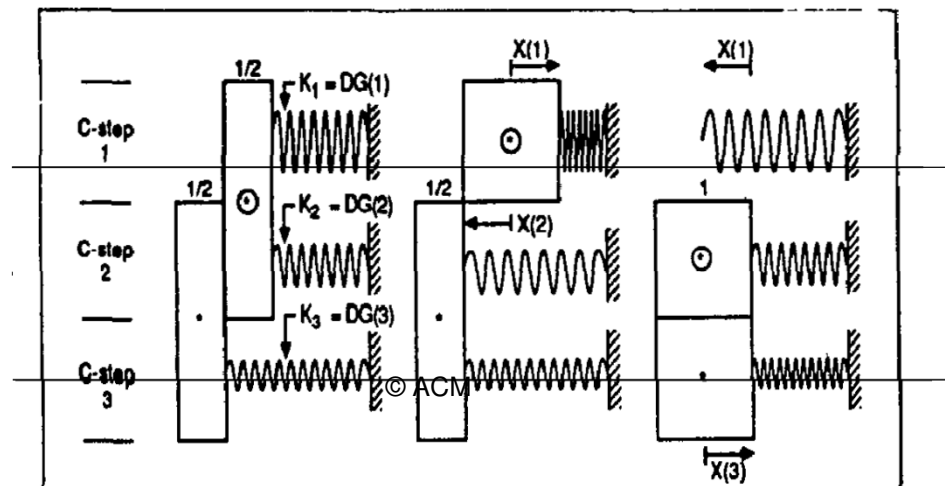 X(1) X(1)
1/2 K₁ = DG(1)
C-step
1
1/2 1/2 1
K₂ = DG(2) X(2)
C-step
2
K₃ = DG(3)
C-step
3
© ACM
X(3)